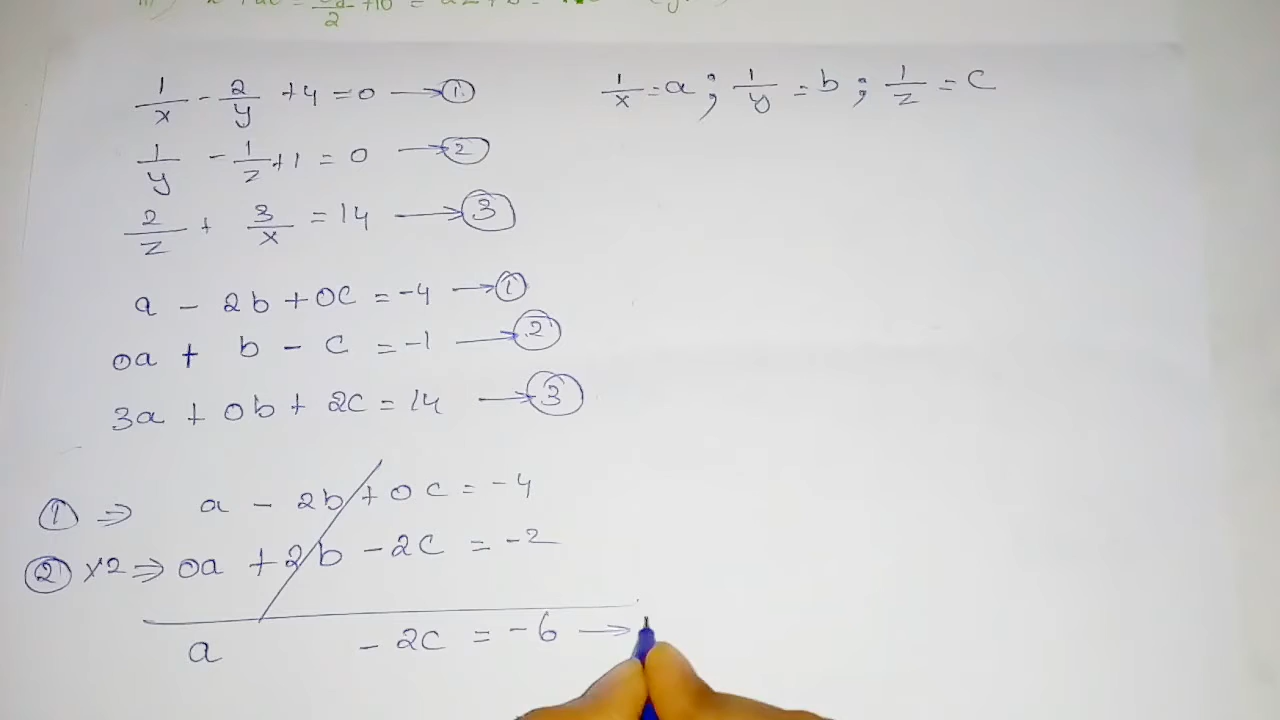 1/x - 2/y + 4 = 0 → ① 1/x = a ; 1/y = b ; 1/z = c
1/y - 1/z + 1 = 0 → ②
2/z + 3/x = 14 → ③
a - 2b + 0c = -4 → ①
0a + b - c = -1 → ②
3a + 0b + 2c = 14 → ③
① ⇒ a - 2b + 0c = -4
② ×2 ⇒ 0a + 2b - 2c = -2
a - 2c = -6 →